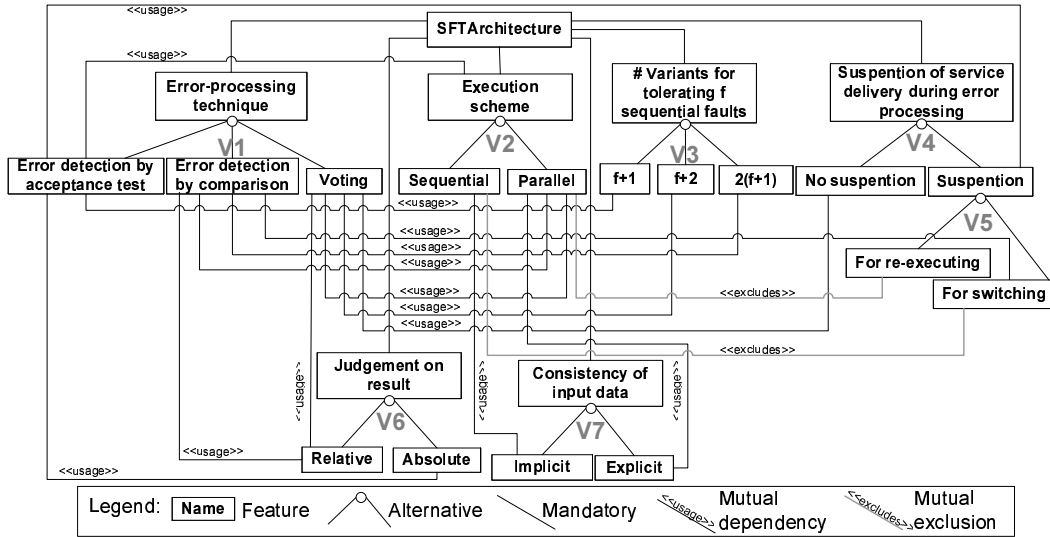 <<usage>>
SFTArchitecture
<<usage>>
Error-processing
technique
Execution
scheme
# Variants for
tolerating f
sequential faults
Suspention of service
delivery during error
processing
V1
V2
V3
V4
Error detection by
acceptance test
Error detection
by comparison
Voting
Sequential
Parallel
f+1
f+2
2(f+1)
No suspention
Suspention
<<usage>>
V5
<<usage>>
<<usage>>
<<usage>>
For re-executing
<<usage>>
<<excludes>>
For switching
<<usage>>
<<usage>>
<<excludes>>
Judgement on
result
Consistency of
input data
<<usage>>
<<usage>>
<<usage>>
V6
V7
<<usage>>
Relative
Absolute
Implicit
Explicit
<<usage>>
Legend:
Name
Feature
Alternative
Mandatory
<<usage>>
Mutual
dependency
<<excludes>>
Mutual
exclusion